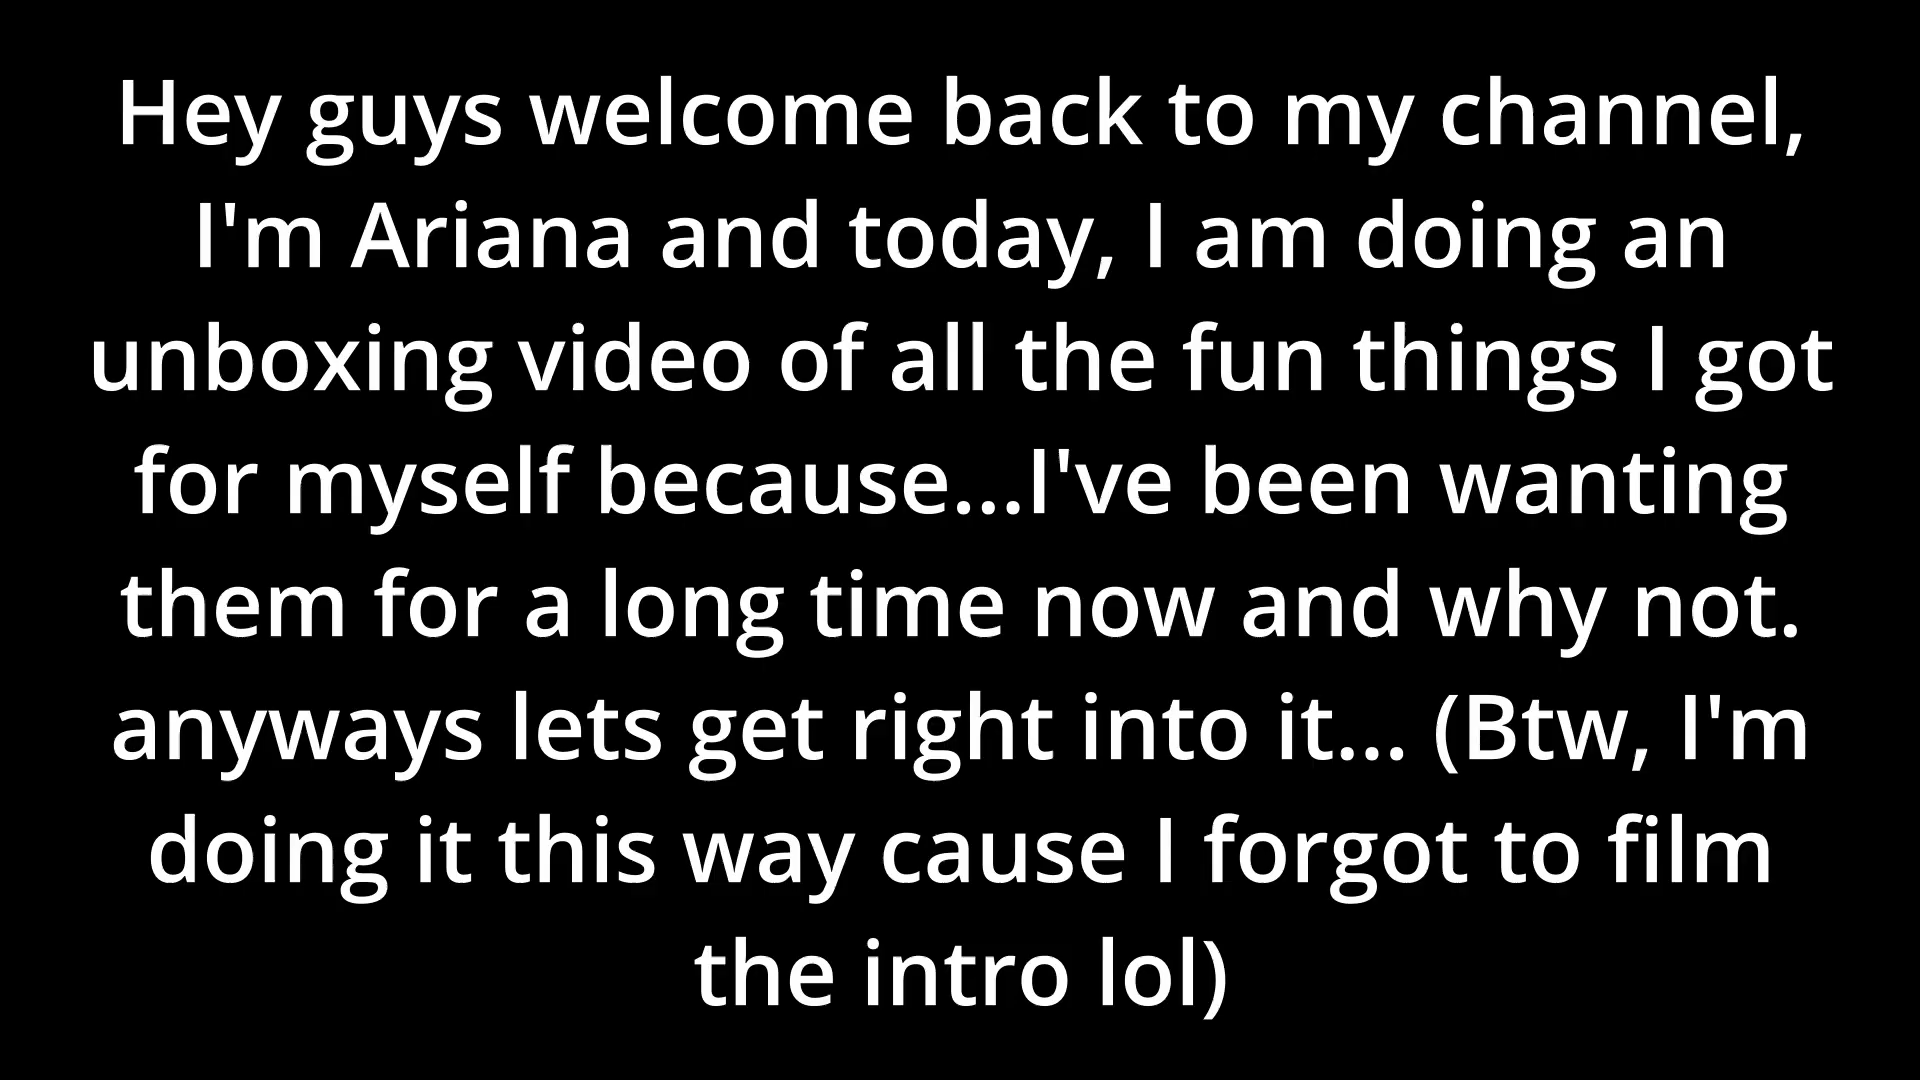 Hey guys welcome back to my channel,
I'm Ariana and today, I am doing an
unboxing video of all the fun things I got
for myself because...I've been wanting
them for a long time now and why not.
anyways lets get right into it... (Btw, I'm
doing it this way cause I forgot to film
the intro lol)